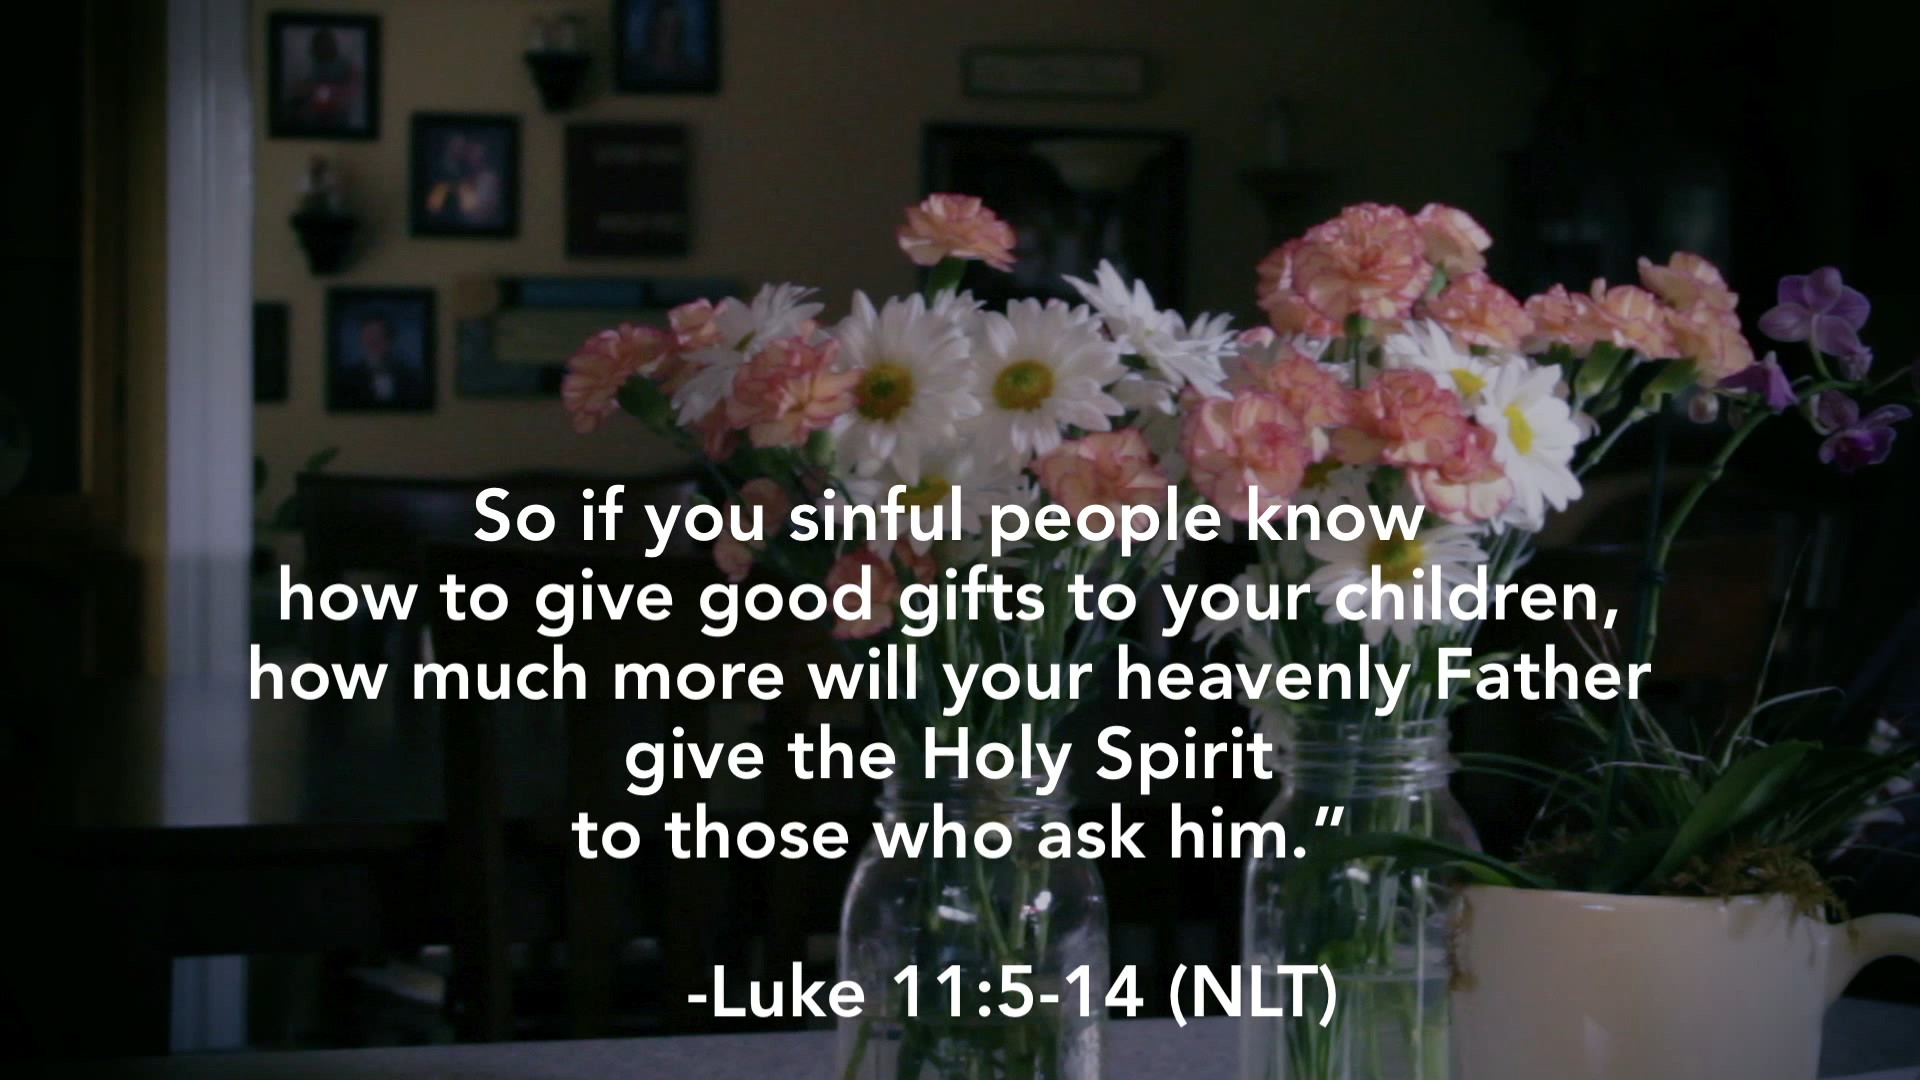 So if you sinful people know
how to give good gifts to your children,
how much more will your heavenly Father
give the Holy Spirit
to those who ask him.”
-Luke 11:5-14 (NLT)